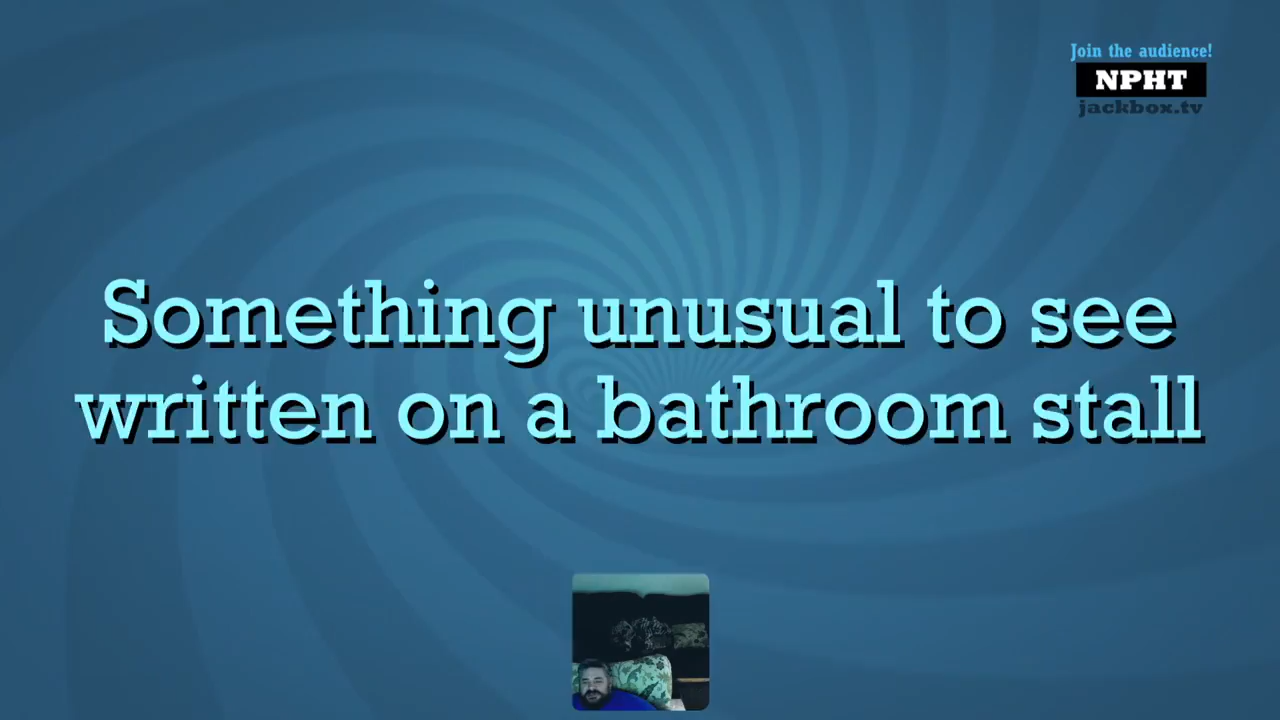 Join the audience!
NPHT
jackbox.tv
Something unusual to see
written on a bathroom stall